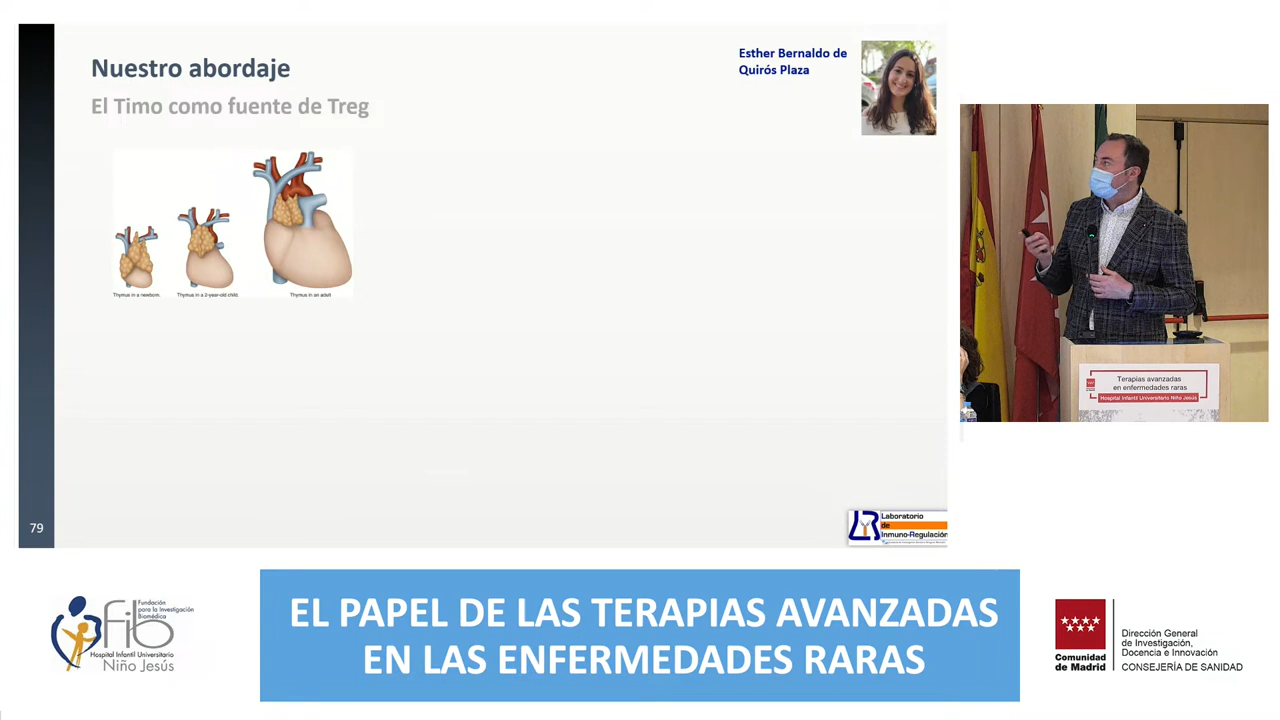 Nuestro abordaje
El Timo como fuente de Treg
Esther Bernaldo de
Quirós Plaza
Thymus in a newborn.
Thymus in a 2-year-old child.
Thymus in an adult
79
Laboratorio
de
Inmuno-Regulación
Terapias avanzadas
en enfermedades raras
Hospital Infantil Universitario Niño Jesús
Fundación
para la Investigación
Biomédica
fib
Hospital Infantil Universitario
Niño Jesús
EL PAPEL DE LAS TERAPIAS AVANZADAS
EN LAS ENFERMEDADES RARAS
Comunidad
de Madrid
Dirección General
de Investigación,
Docencia e Innovación
CONSEJERÍA DE SANIDAD